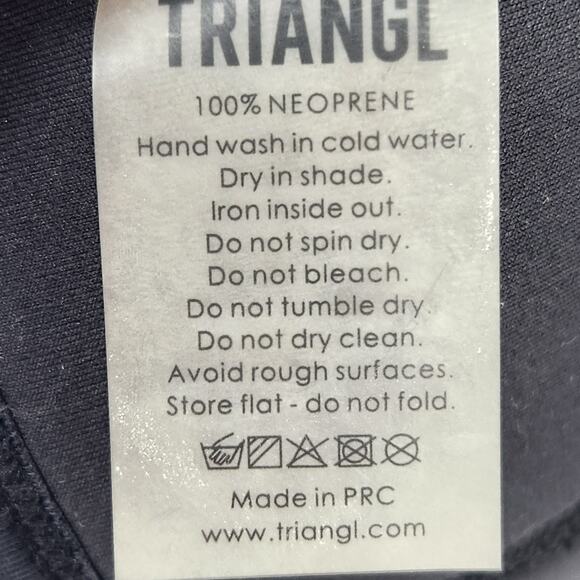 TRIANGL
100% NEOPRENE
Hand wash in cold water.
Dry in shade.
Iron inside out.
Do not spin dry.
Do not bleach.
Do not tumble dry.
Do not dry clean.
Avoid rough surfaces.
Store flat - do not fold.
Made in PRC
www.triangl.com